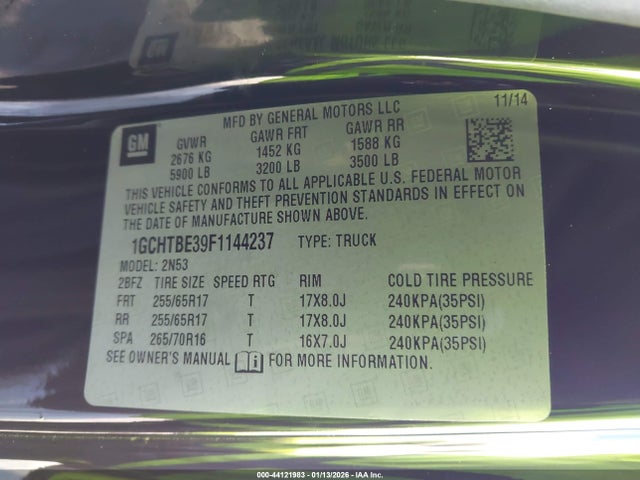 MFD BY GENERAL MOTORS LLC
11/14
GM
GVWR GAWR FRT GAWR RR
2676 KG 1452 KG 1588 KG
5900 LB 3200 LB 3500 LB
THIS VEHICLE CONFORMS TO ALL APPLICABLE U.S. FEDERAL MOTOR
VEHICLE SAFETY AND THEFT PREVENTION STANDARDS IN EFFECT ON
DATE OF MANUFACTURE SHOWN ABOVE.
1GCHTBE39F1144237 TYPE: TRUCK
MODEL: 2N53
2BFZ TIRE SIZE SPEED RTG RIM COLD TIRE PRESSURE
FRT 255/65R17 T 17X8.0J 240KPA(35PSI)
RR 255/65R17 T 17X8.0J 240KPA(35PSI)
SPA 265/70R16 T 16X7.0J 240KPA(35PSI)
SEE OWNER'S MANUAL FOR MORE INFORMATION.
000-44121983 - 01/13/2026 - IAA Inc.